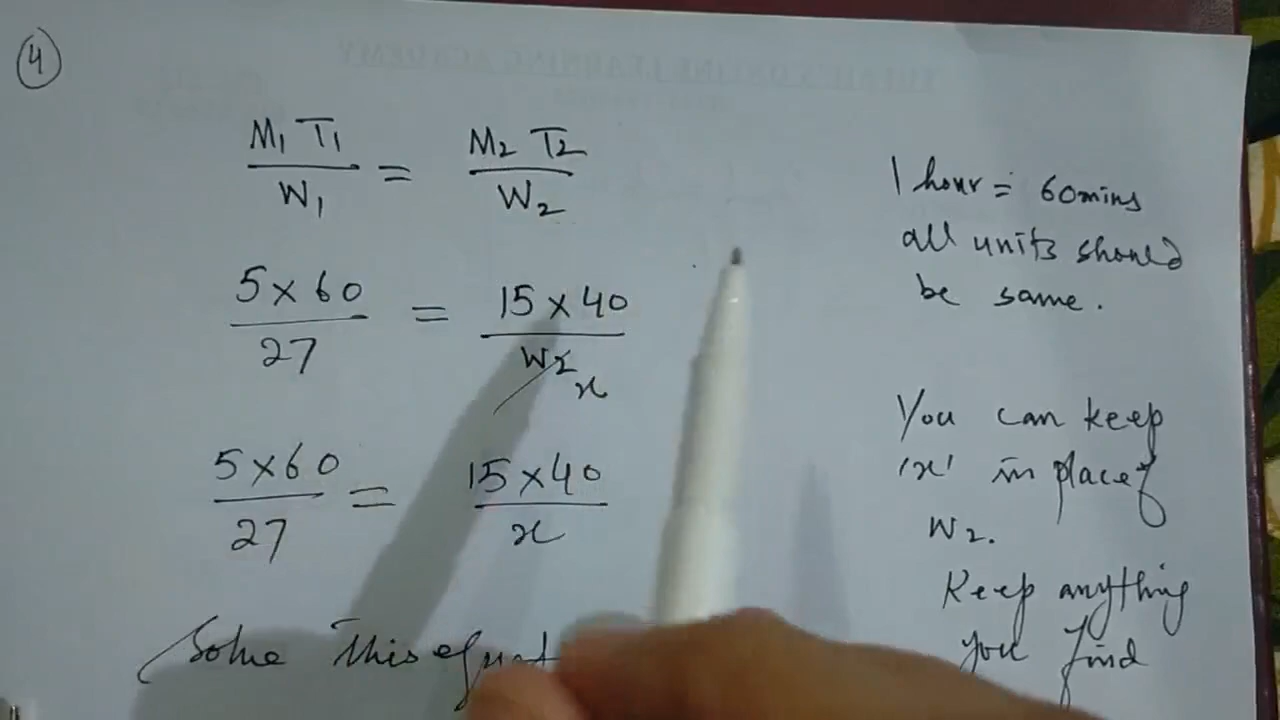 4
M1 T1 / W1 = M2 T2 / W2
5 x 60 / 27 = 15 x 40 / W2 x
5 x 60 / 27 = 15 x 40 / x
Solve This
1 hour = 60mins
all units should
be same.
You can keep
'x' in place of
W2.
Keep anything
you find